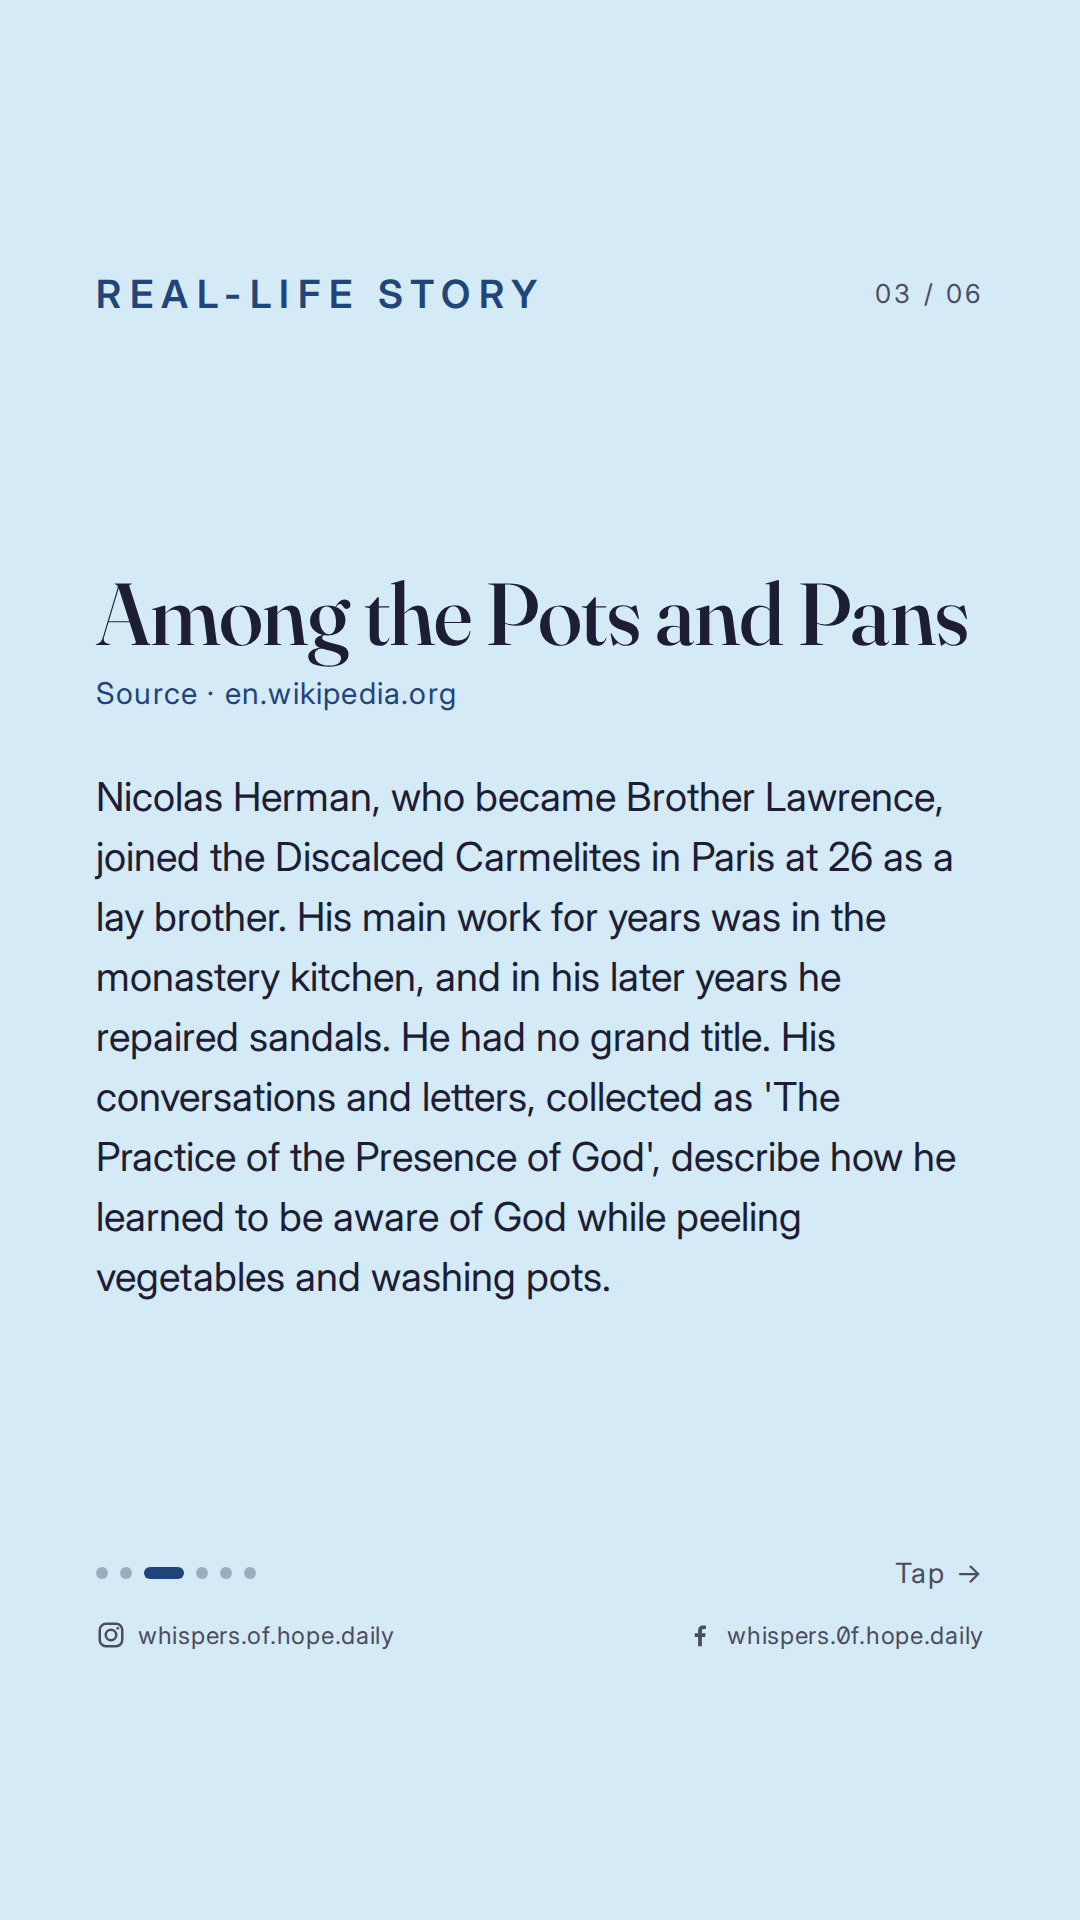 REAL-LIFE STORY
03 / 06
Among the Pots and Pans
Source · en.wikipedia.org
Nicolas Herman, who became Brother Lawrence,
joined the Discalced Carmelites in Paris at 26 as a
lay brother. His main work for years was in the
monastery kitchen, and in his later years he
repaired sandals. He had no grand title. His
conversations and letters, collected as 'The
Practice of the Presence of God', describe how he
learned to be aware of God while peeling
vegetables and washing pots.
Tap →
whispers.of.hope.daily
whispers.0f.hope.daily